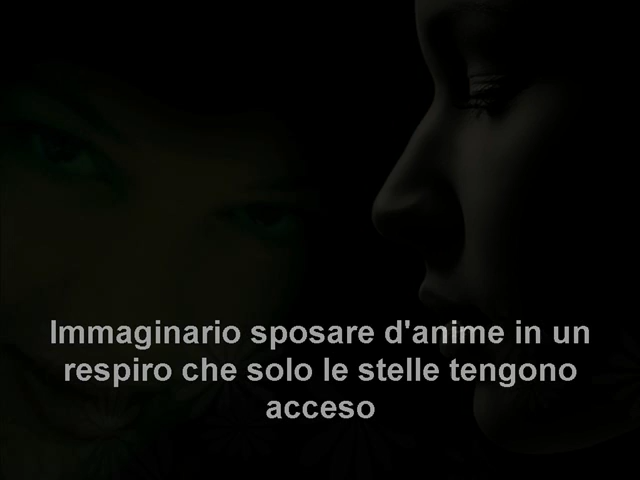 Immaginario sposare d'anime in un
respiro che solo le stelle tengono
acceso